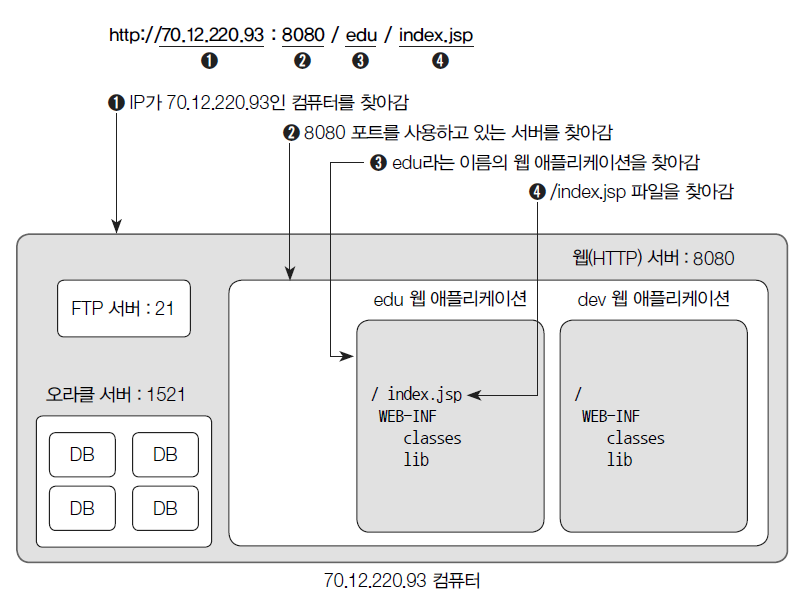 http://70.12.220.93 : 8080 / edu / index.jsp
❶ ❷ ❸ ❹
❶ IP가 70.12.220.93인 컴퓨터를 찾아감
❷ 8080 포트를 사용하고 있는 서버를 찾아감
❸ edu라는 이름의 웹 애플리케이션을 찾아감
❹ /index.jsp 파일을 찾아감
웹(HTTP) 서버 : 8080
FTP 서버 : 21
edu 웹 애플리케이션
dev 웹 애플리케이션
오라클 서버 : 1521
DB DB
DB DB
/ index.jsp
WEB-INF
classes
lib
/
WEB-INF
classes
lib
70.12.220.93 컴퓨터